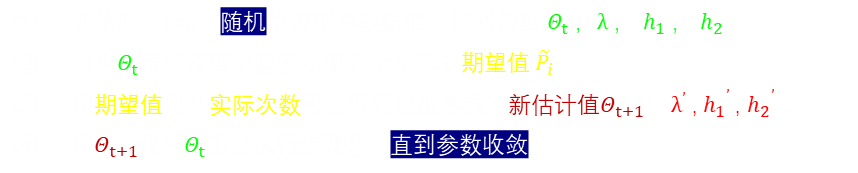 随机 Θt , λ , h1 , h2
Θt 期望值 P̃i
期望值 实际次数 新估计值Θt+1 λ', h1', h2'
Θt+1 Θt 直到参数收敛